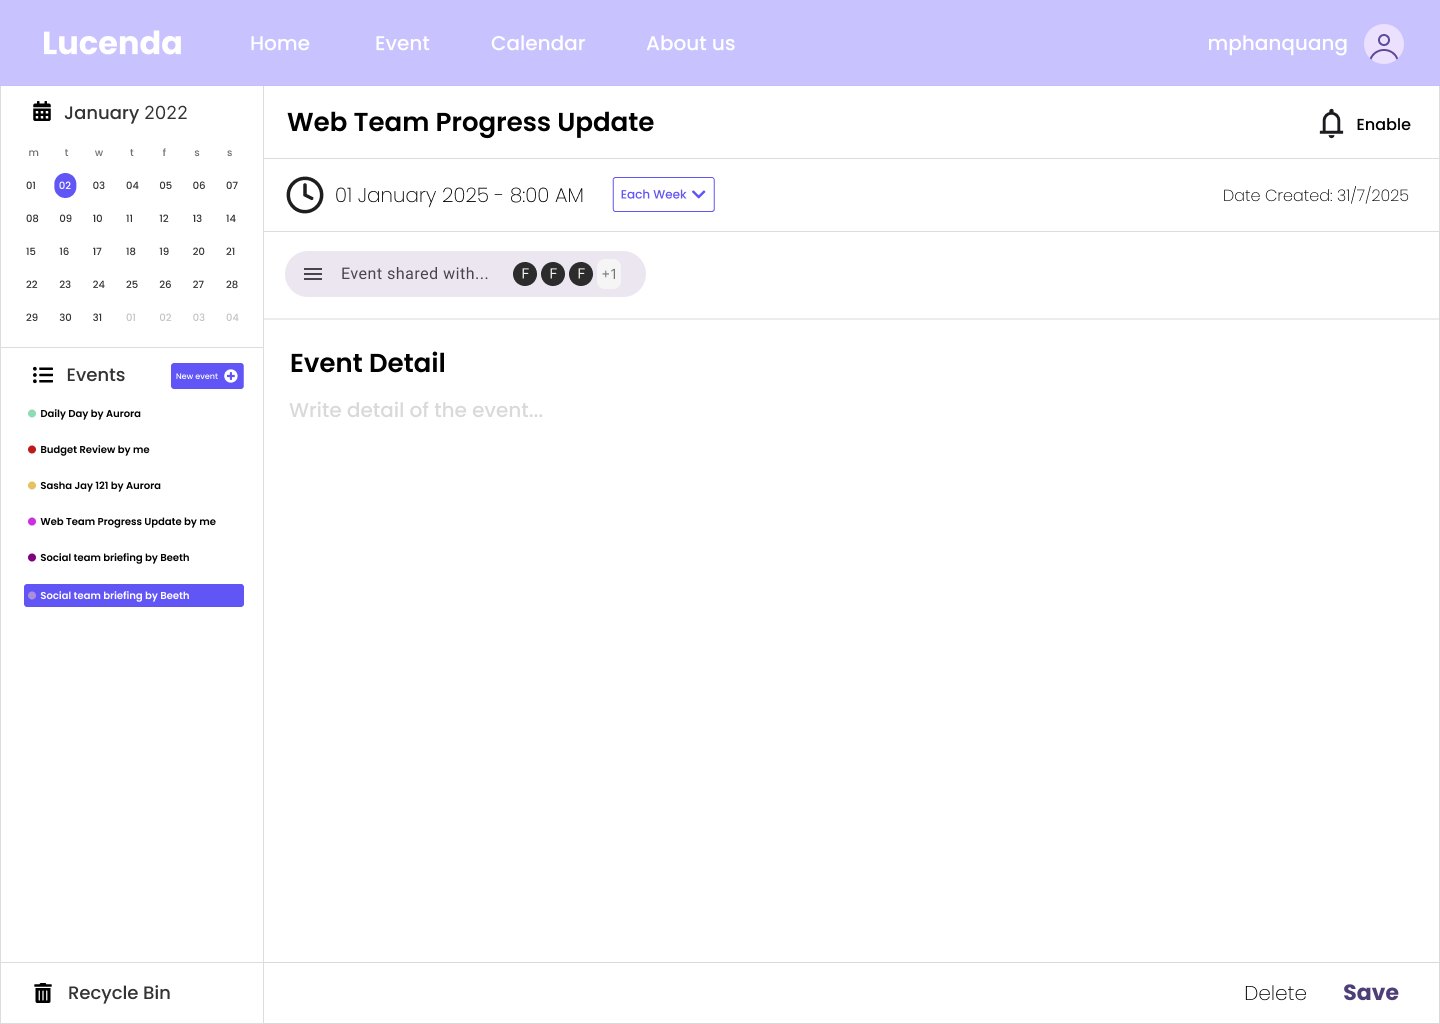 Lucenda Home Event Calendar About us mphanquang
January 2022
m t w t f s s
01 02 03 04 05 06 07
08 09 10 11 12 13 14
15 16 17 18 19 20 21
22 23 24 25 26 27 28
29 30 31 01 02 03 04
Events New event
Daily Day by Aurora
Budget Review by me
Sasha Jay 121 by Aurora
Web Team Progress Update by me
Social team briefing by Beeth
Social team briefing by Beeth
Recycle Bin
Web Team Progress Update Enable
01 January 2025 - 8:00 AM Each Week Date Created: 31/7/2025
Event shared with... F F F +1
Event Detail
Write detail of the event...
Delete Save